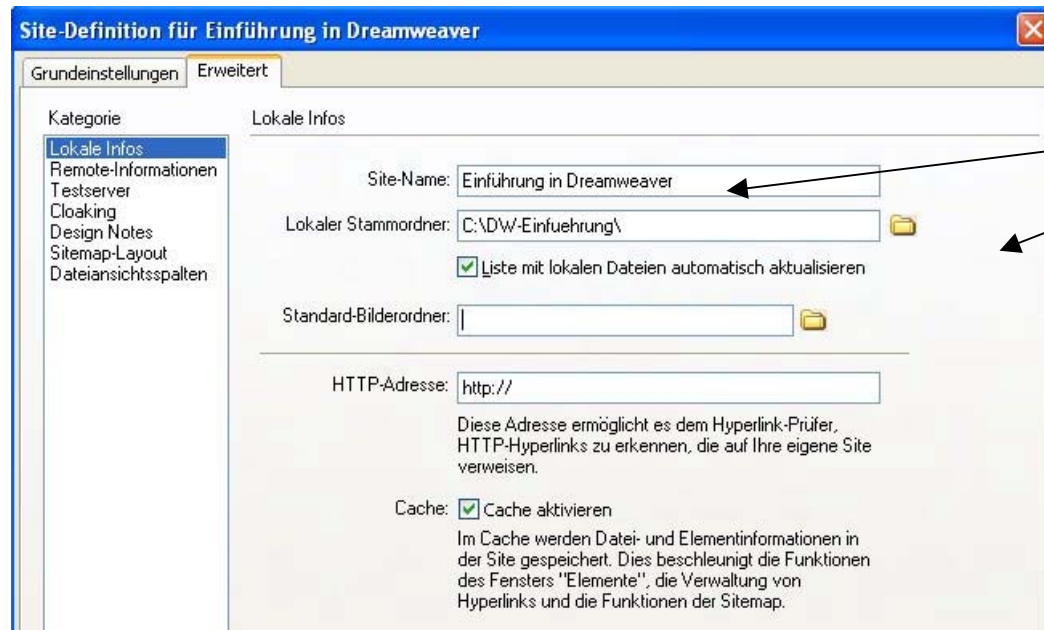 Site-Definition für Einführung in Dreamweaver
Grundeinstellungen Erweitert
Kategorie
Lokale Infos
Remote-Informationen
Testserver
Cloaking
Design Notes
Sitemap-Layout
Dateiansichtsspalten
Lokale Infos
Site-Name: Einführung in Dreamweaver
Lokaler Stammordner: C:\DW-Einfuehrung\
Liste mit lokalen Dateien automatisch aktualisieren
Standard-Bilderordner:
HTTP-Adresse: http://
Diese Adresse ermöglicht es dem Hyperlink-Prüfer,
HTTP-Hyperlinks zu erkennen, die auf Ihre eigene Site
verweisen.
Cache: Cache aktivieren
Im Cache werden Datei- und Elementinformationen in
der Site gespeichert. Dies beschleunigt die Funktionen
des Fensters "Elemente", die Verwaltung von
Hyperlinks und die Funktionen der Sitemap.